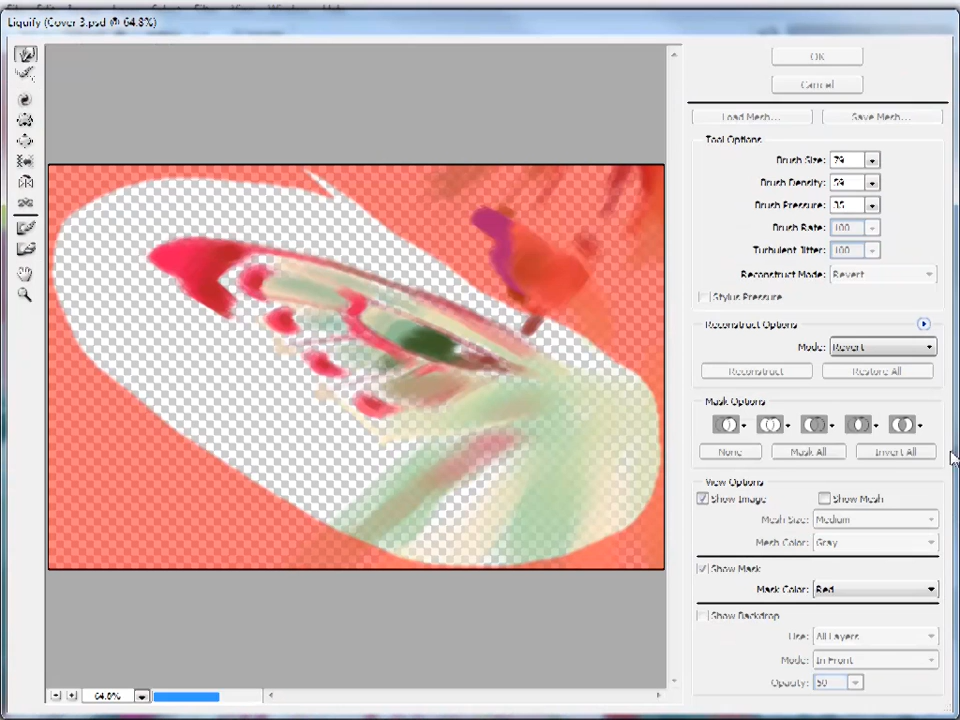 Liquify (Cover 3.psd @ 64.8%)
OK
Cancel
Load Mesh... Save Mesh...
Tool Options
Brush Size: 79
Brush Density: 59
Brush Pressure: 35
Brush Rate: 100
Turbulent Jitter: 100
Reconstruct Mode: Revert
Stylus Pressure
Reconstruct Options
Mode: Revert
Reconstruct Restore All
Mask Options
None Mask All Invert All
View Options
Show Image Show Mesh
Mesh Size: Medium
Mesh Color: Gray
Show Mask
Mask Color: Red
Show Backdrop
Use: All Layers
Mode: In Front
Opacity: 50
64.8%